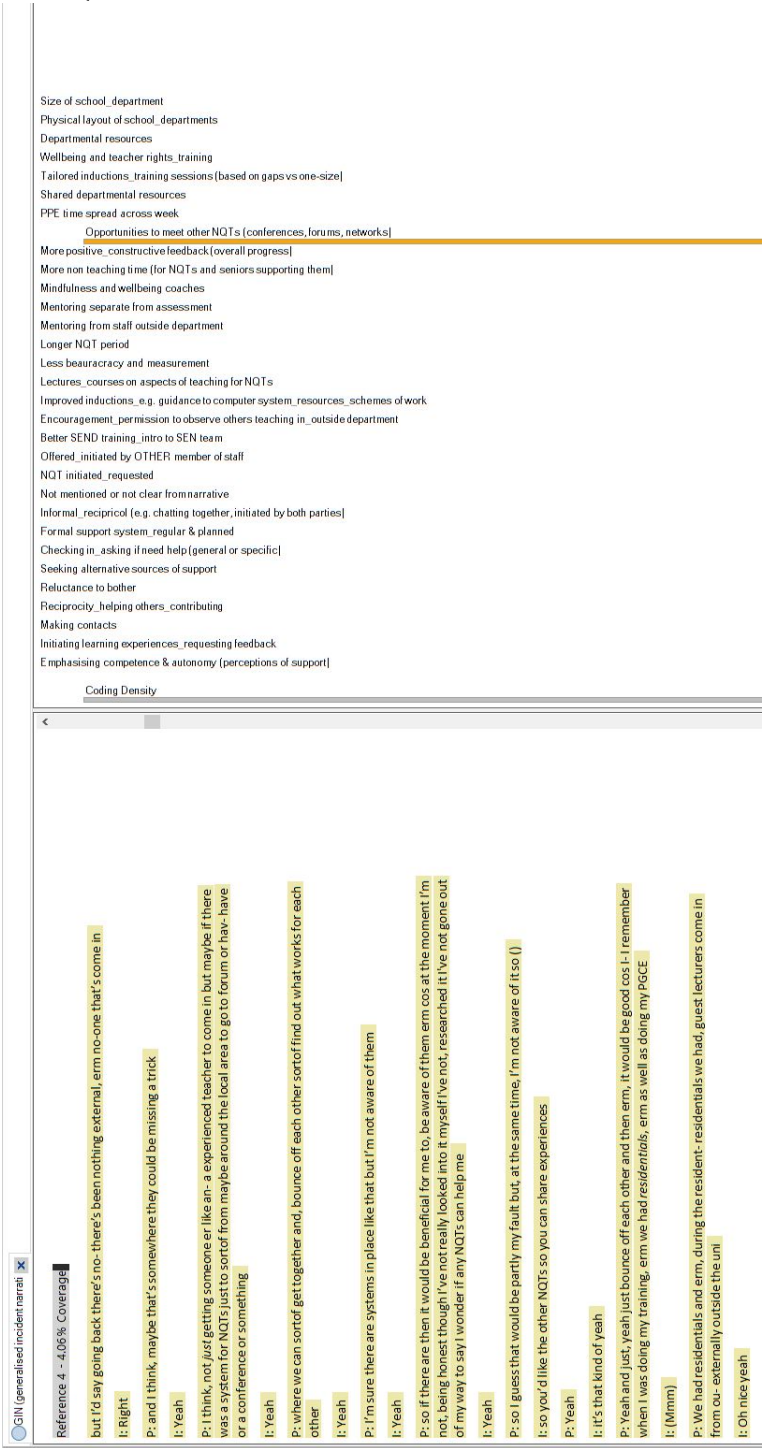 GIN (generalised incident narrati
Reference 4 - 4.06% Coverage
but I'd say going back there's no- there's been nothing external, erm no-one that's come in
I: Right
P: and I think, maybe that's somewhere they could be missing a trick
I: Yeah
P: I think, not just getting someone er like an- a experienced teacher to come in but maybe if there
was a system for NQTs just to sortof from maybe around the local area to go to forum or hav- have
or a conference or something
I: Yeah
P: where we can sortof get together and, bounce off each other sortof find out what works for each
other
I: Yeah
P: I'm sure there are systems in place like that but I'm not aware of them
I: Yeah
P: so if there are then it would be beneficial for me to, be aware of them erm cos at the moment I'm
not, being honest though I've not really looked into it myself I've not, researched it I've not gone out
of my way to say I wonder if any NQTs can help me
I: Yeah
P: so I guess that would be partly my fault but, at the same time, I'm not aware of it so ()
I: so you'd like the other NQTs so you can share experiences
P: Yeah
I: it's that kind of yeah
P: Yeah and just, yeah just bounce off each other and then erm, it would be good cos I- I remember
when I was doing my training, erm we had residentials, erm as well as doing my PGCE
I: (Mmm)
P: We had residentials and erm, during the resident- residentials we had, guest lecturers come in
from ou- externally outside the uni
I: Oh nice yeah
Size of school_department
Physical layout of school_departments
Departmental resources
Wellbeing and teacher rights_training
Tailored inductions_training sessions (based on gaps vs one-size|
Shared departmental resources
PPE time spread across week
Opportunities to meet other NQTs (conferences, forums, networks|
More positive_constructive feedback (overall progress|
More non teaching time (for NQTs and seniors supporting them|
Mindfulness and wellbeing coaches
Mentoring separate from assessment
Mentoring from staff outside department
Longer NQT period
Less beauracracy and measurement
Lectures_courses on aspects of teaching for NQTs
Improved inductions_e.g. guidance to computer system_resources_schemes of work
Encouragement_permission to observe others teaching in_outside department
Better SEND training_intro to SEN team
Offered_initiated by OTHER member of staff
NQT initiated_requested
Not mentioned or not clear from narrative
Informal_recipricol (e.g. chatting together, initiated by both parties|
Formal support system_regular & planned
Checking in_asking if need help (general or specific|
Seeking alternative sources of support
Reluctance to bother
Reciprocity_helping others_contributing
Making contacts
Initiating learning experiences_requesting feedback
Emphasising competence & autonomy (perceptions of support|
Coding Density